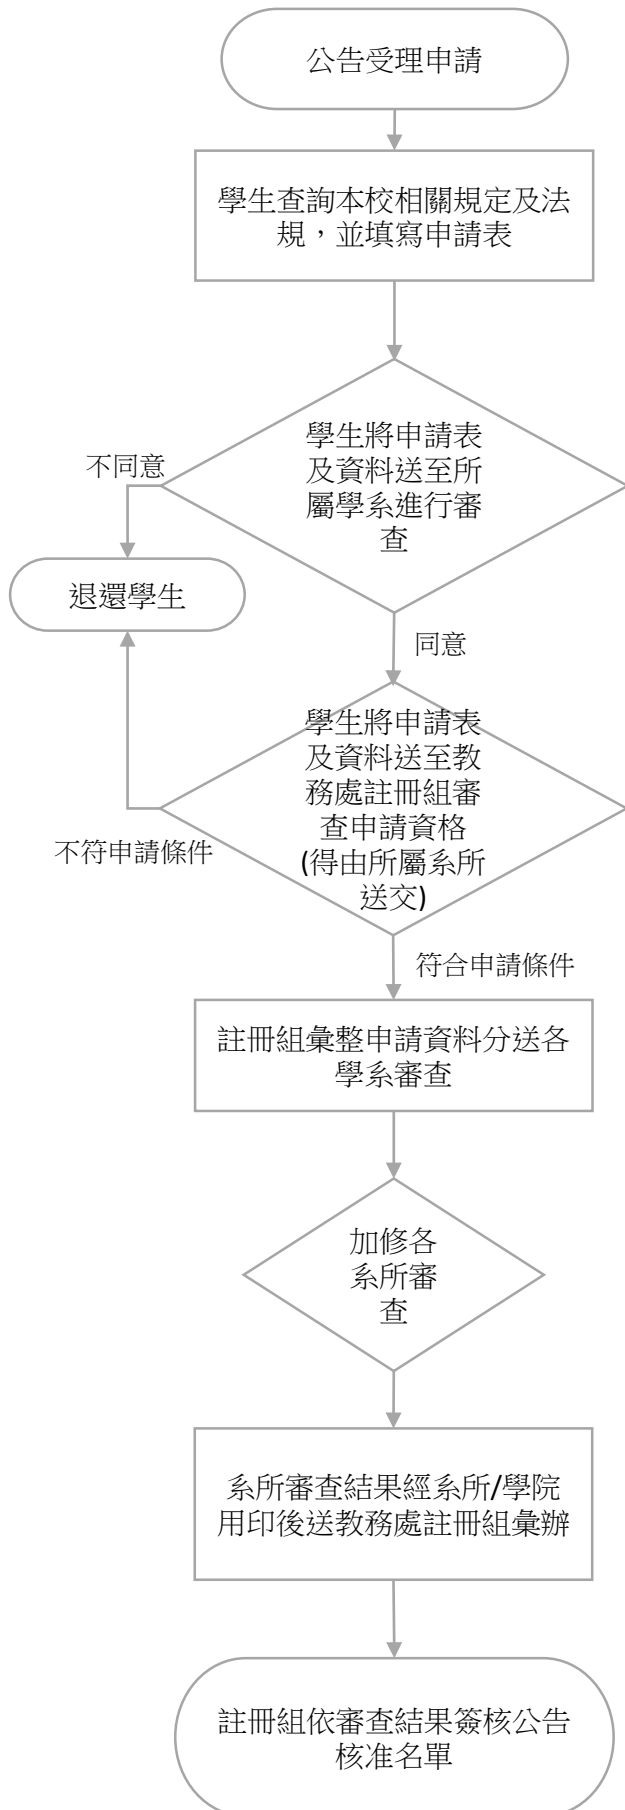 公告受理申請
學生查詢本校相關規定及法
規，並填寫申請表
學生將申請表
及資料送至所
屬學系進行審
查
不同意
退還學生
同意
學生將申請表
及資料送至教
務處註冊組審
查申請資格
(得由所屬系所
送交)
不符申請條件
符合申請條件
註冊組彙整申請資料分送各
學系審查
加修各
系所審
查
系所審查結果經系所/學院
用印後送教務處註冊組彙辦
註冊組依審查結果簽核公告
核准名單